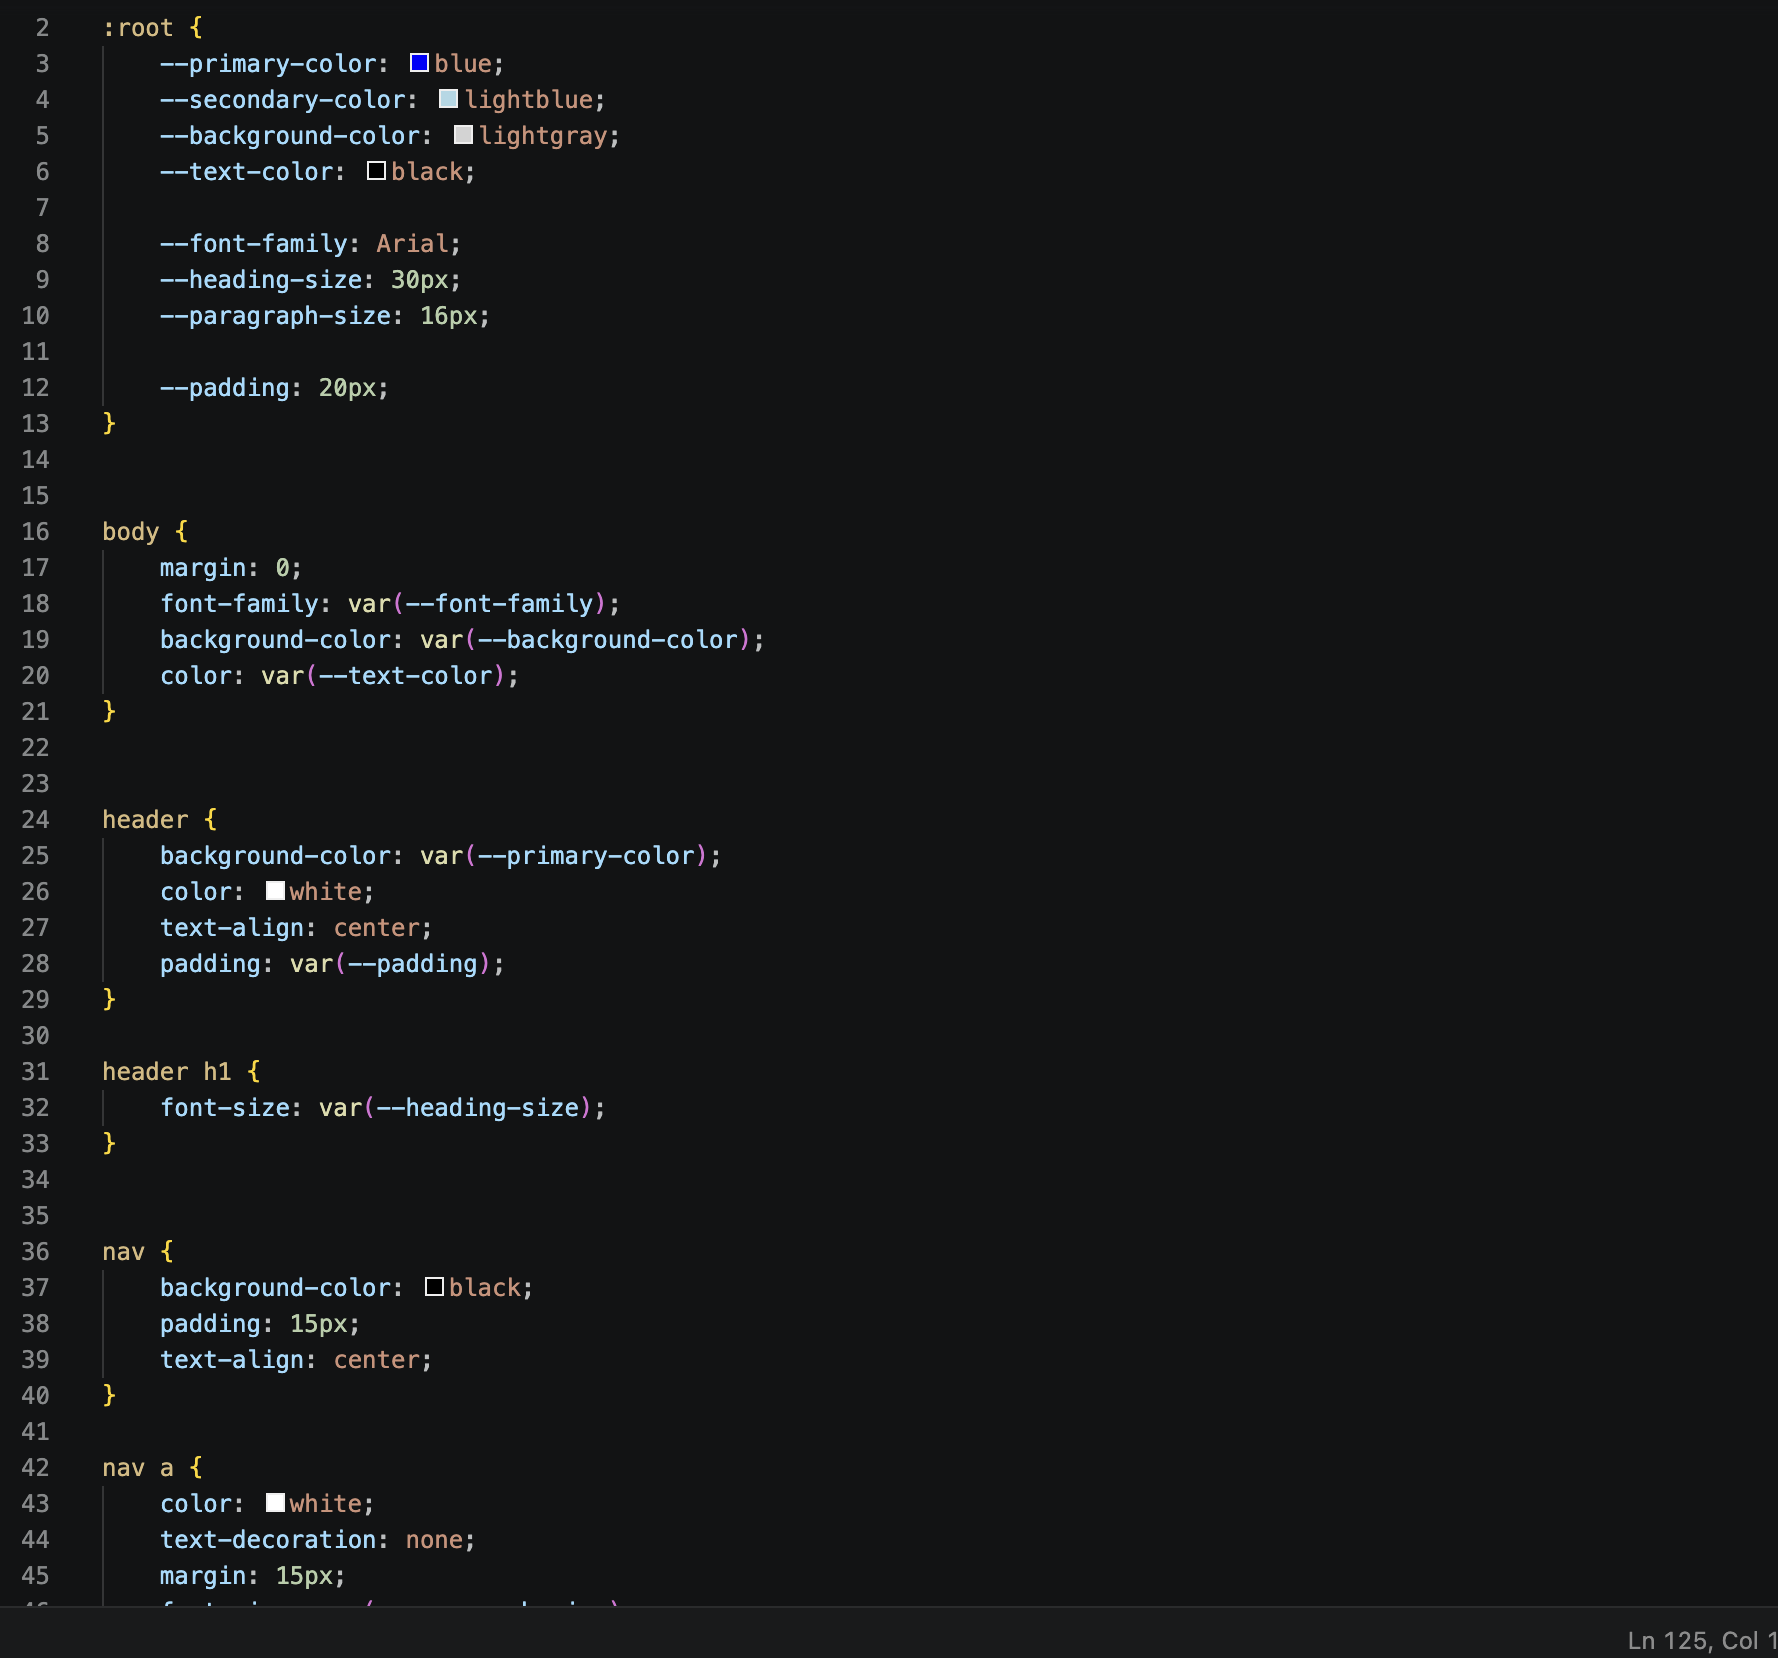 2 :root {
3 --primary-color: blue;
4 --secondary-color: lightblue;
5 --background-color: lightgray;
6 --text-color: black;
7
8 --font-family: Arial;
9 --heading-size: 30px;
10 --paragraph-size: 16px;
11
12 --padding: 20px;
13 }
14
15
16 body {
17 margin: 0;
18 font-family: var(--font-family);
19 background-color: var(--background-color);
20 color: var(--text-color);
21 }
22
23
24 header {
25 background-color: var(--primary-color);
26 color: white;
27 text-align: center;
28 padding: var(--padding);
29 }
30
31 header h1 {
32 font-size: var(--heading-size);
33 }
34
35
36 nav {
37 background-color: black;
38 padding: 15px;
39 text-align: center;
40 }
41
42 nav a {
43 color: white;
44 text-decoration: none;
45 margin: 15px;
Ln 125, Col 1